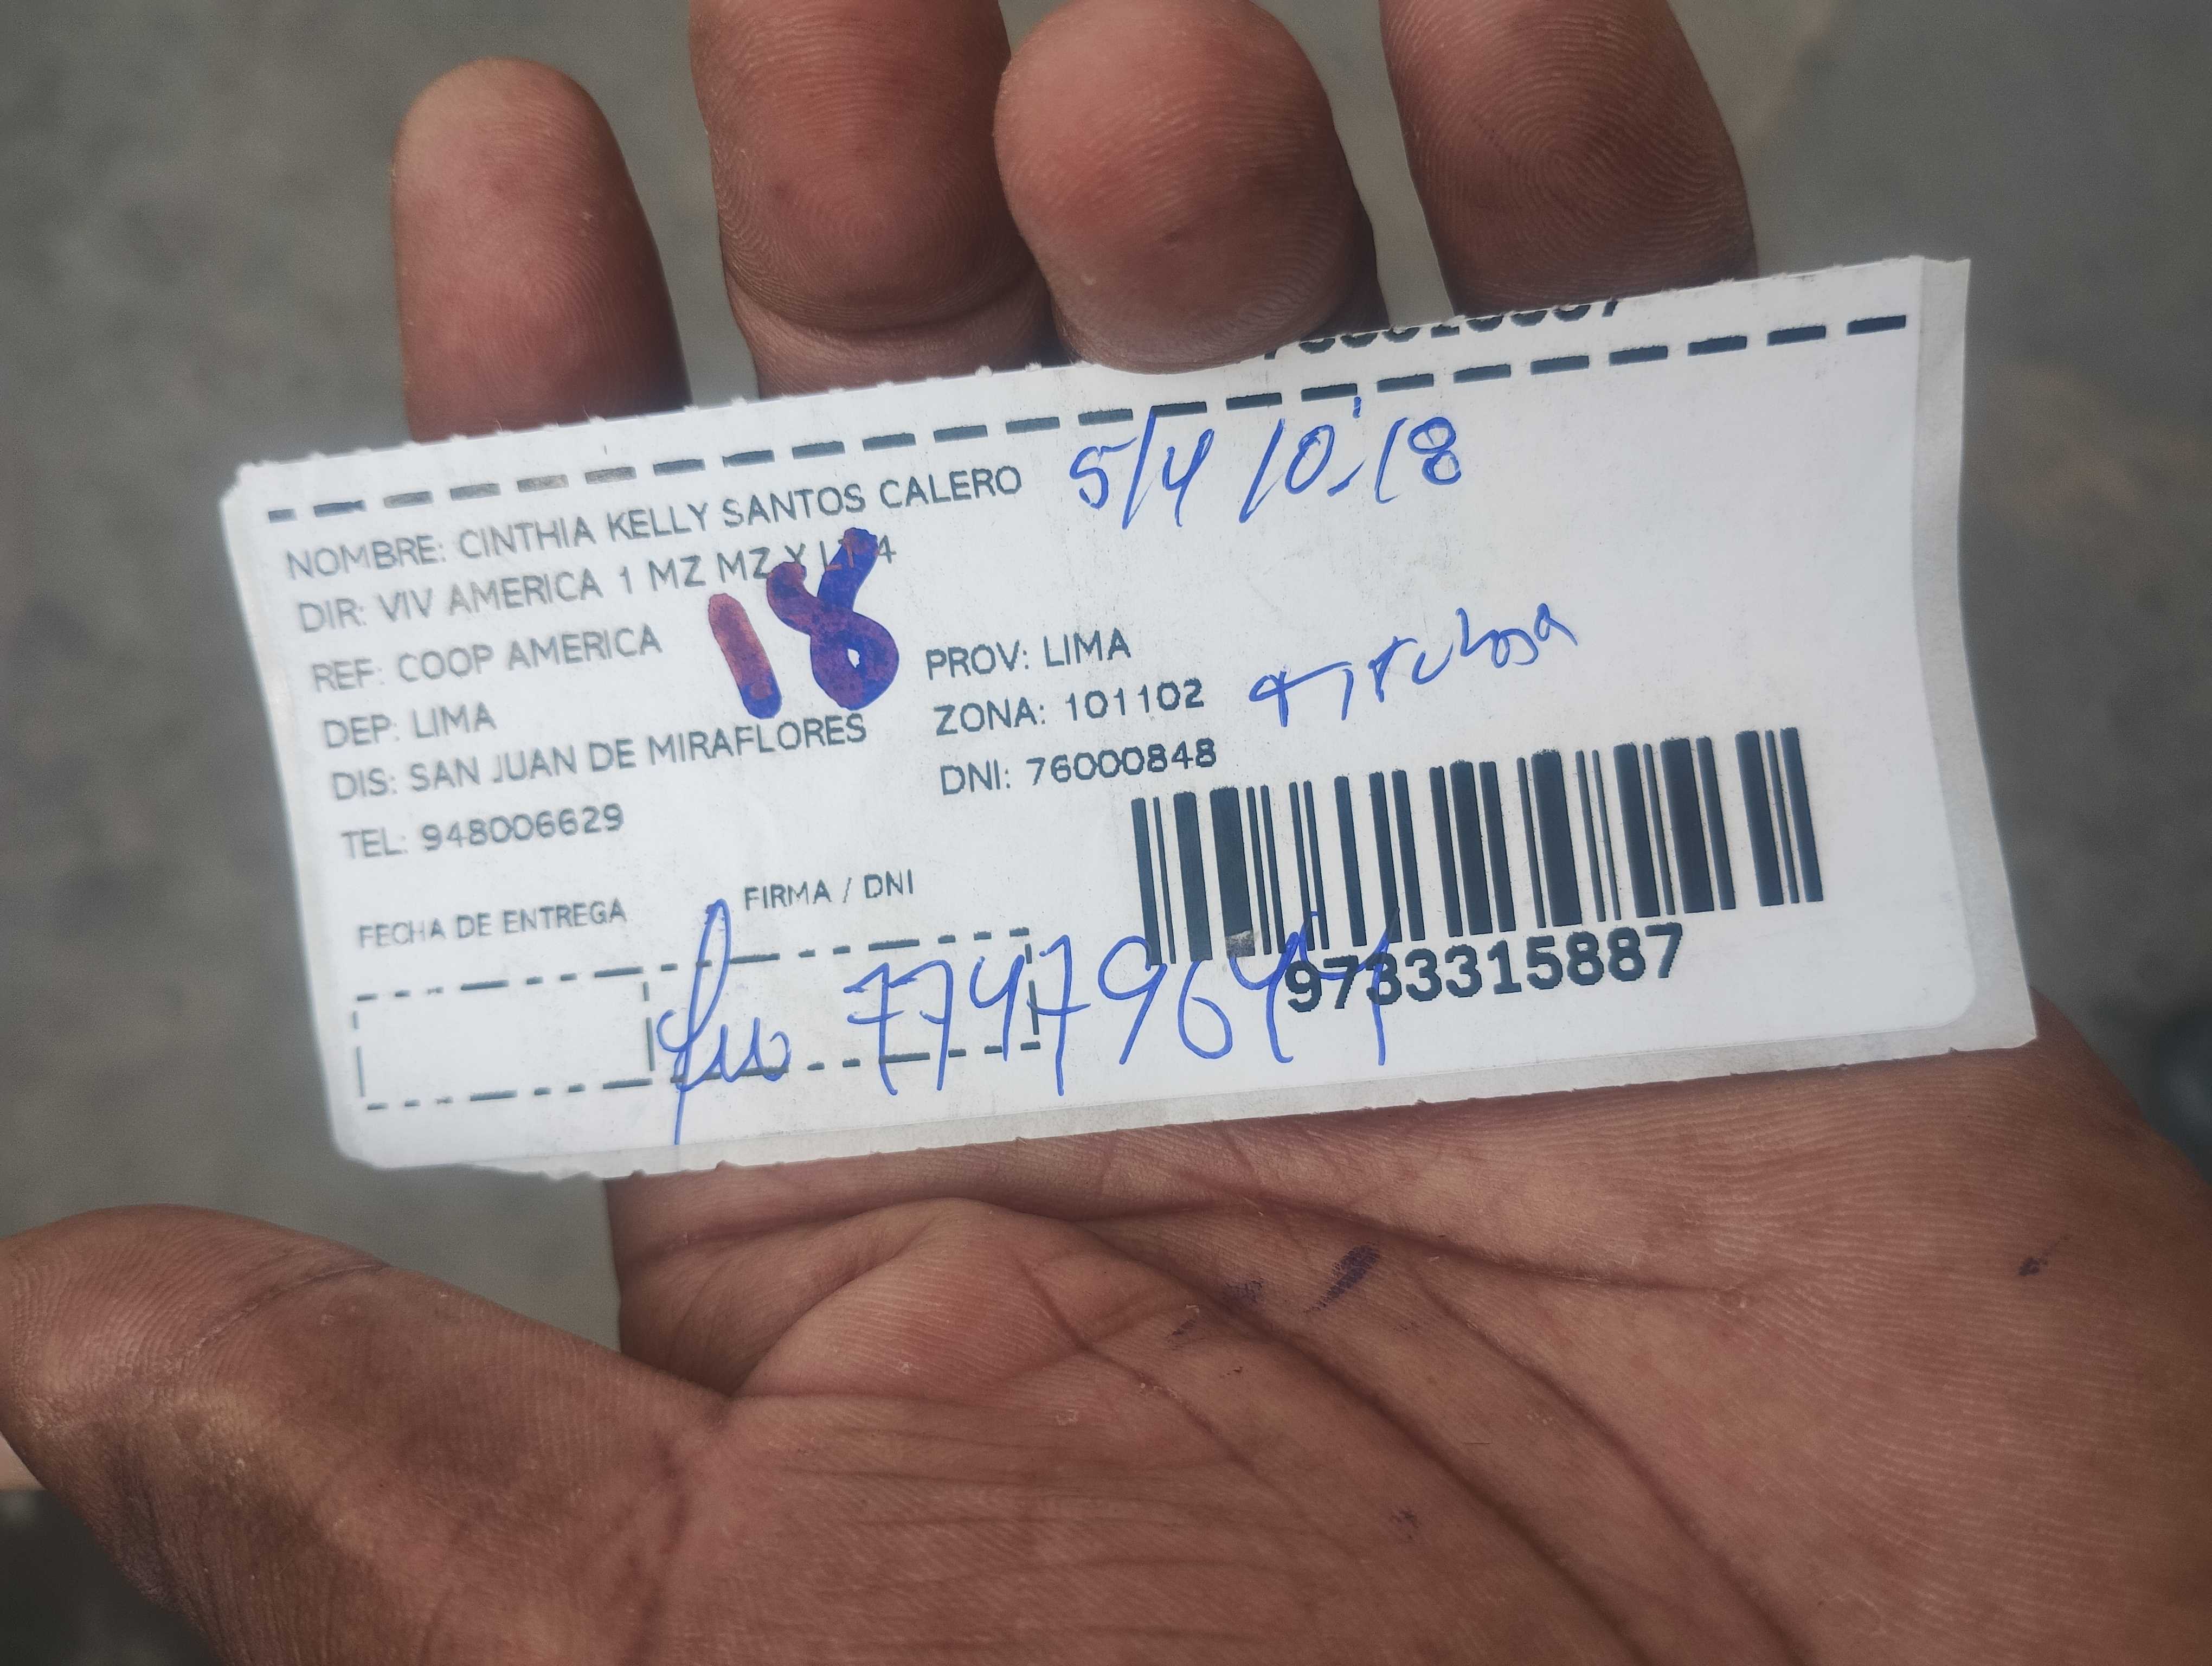 NOMBRE: CINTHIA KELLY SANTOS CALERO 5/4 10:18
DIR: VIV AMERICA 1 MZ MZ Y LT 4
18
REF: COOP AMERICA
DEP: LIMA PROV: LIMA
DIS: SAN JUAN DE MIRAFLORES ZONA: 101102
TEL: 948006629 DNI: 76000848
FECHA DE ENTREGA FIRMA / DNI
9733315887